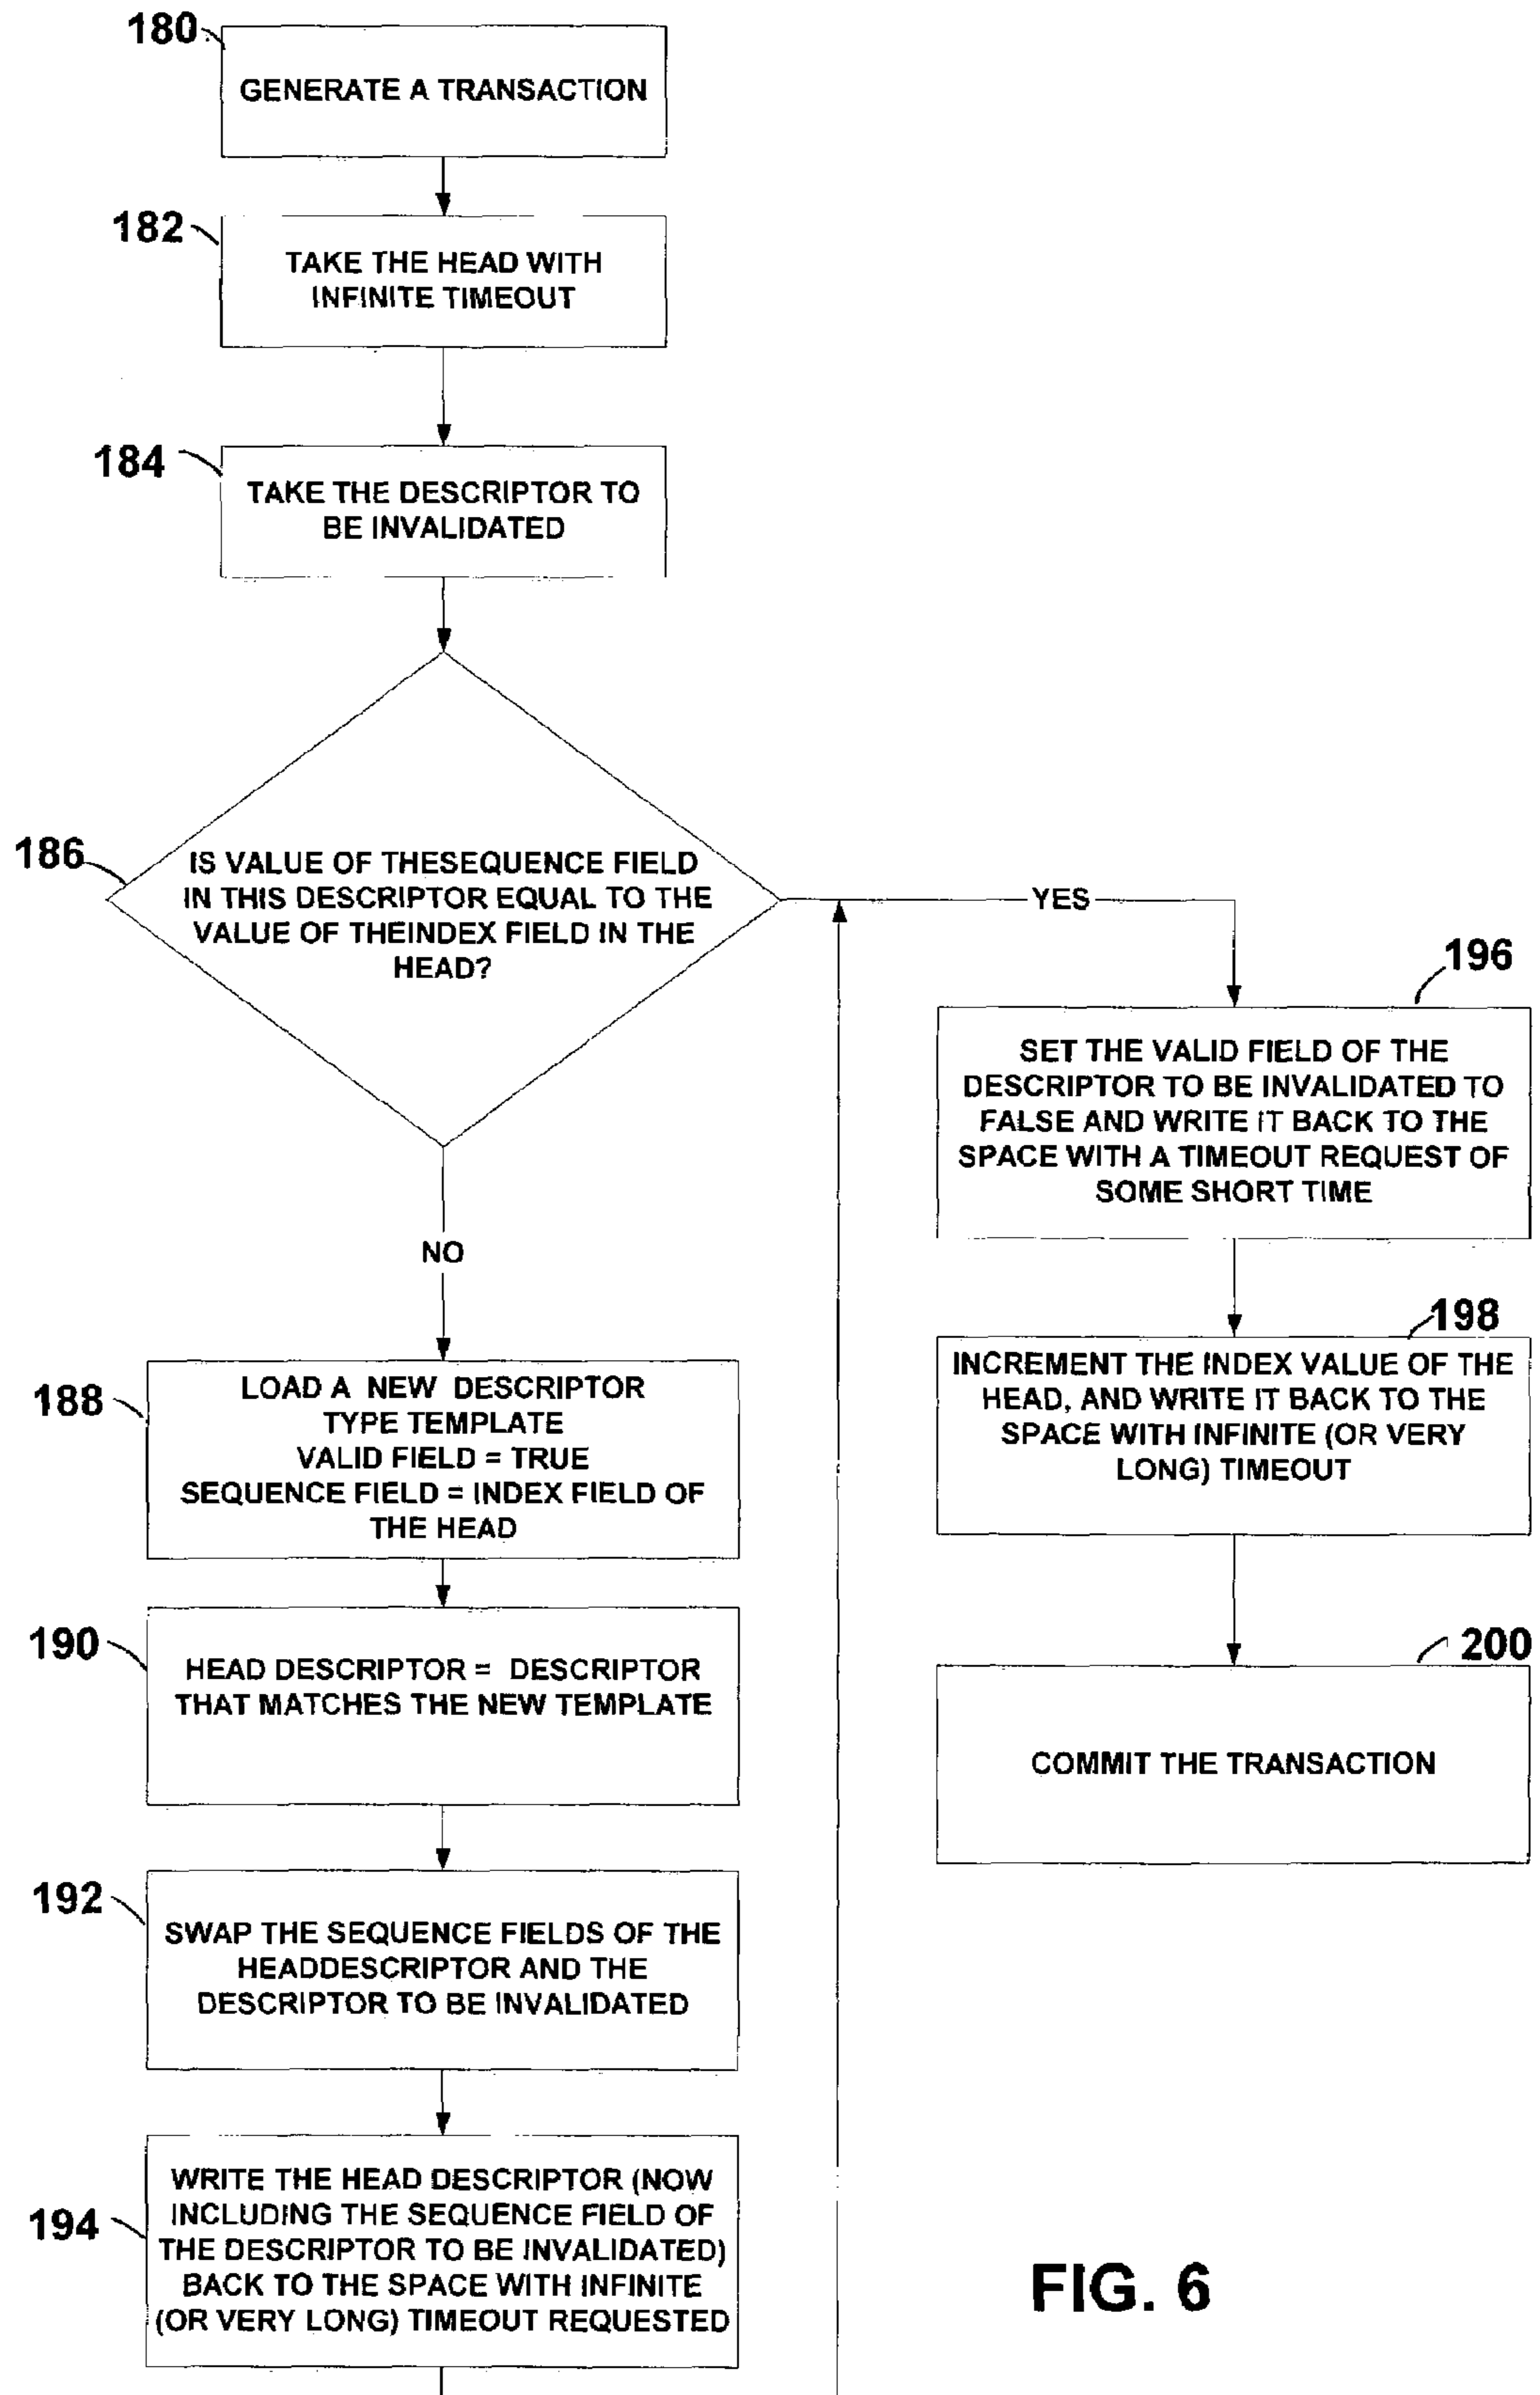 180
GENERATE A TRANSACTION
182
TAKE THE HEAD WITH
INFINITE TIMEOUT
184
TAKE THE DESCRIPTOR TO
BE INVALIDATED
186
IS VALUE OF THESEQUENCE FIELD
IN THIS DESCRIPTOR EQUAL TO THE
VALUE OF THEINDEX FIELD IN THE
HEAD?
YES
NO
188
LOAD A NEW DESCRIPTOR
TYPE TEMPLATE
VALID FIELD = TRUE
SEQUENCE FIELD = INDEX FIELD OF
THE HEAD
190
HEAD DESCRIPTOR = DESCRIPTOR
THAT MATCHES THE NEW TEMPLATE
192
SWAP THE SEQUENCE FIELDS OF THE
HEADDESCRIPTOR AND THE
DESCRIPTOR TO BE INVALIDATED
194
WRITE THE HEAD DESCRIPTOR (NOW
INCLUDING THE SEQUENCE FIELD OF
THE DESCRIPTOR TO BE INVALIDATED)
BACK TO THE SPACE WITH INFINITE
(OR VERY LONG) TIMEOUT REQUESTED
196
SET THE VALID FIELD OF THE
DESCRIPTOR TO BE INVALIDATED TO
FALSE AND WRITE IT BACK TO THE
SPACE WITH A TIMEOUT REQUEST OF
SOME SHORT TIME
198
INCREMENT THE INDEX VALUE OF THE
HEAD, AND WRITE IT BACK TO THE
SPACE WITH INFINITE (OR VERY
LONG) TIMEOUT
200
COMMIT THE TRANSACTION
FIG. 6